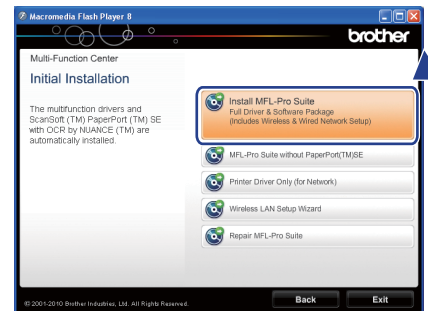 Macromedia Flash Player 8
brother
Multi-Function Center
Initial Installation
The multifunction drivers and
ScanSoft (TM) PaperPort (TM) SE
with OCR by NUANCE (TM) are
automatically installed.
Install MFL-Pro Suite
Full Driver & Software Package
(Includes Wireless & Wired Network Setup)
MFL-Pro Suite without PaperPort(TM)SE
Printer Driver Only (for Network)
Wireless LAN Setup Wizard
Repair MFL-Pro Suite
© 2001-2010 Brother Industries, Ltd. All Rights Reserved.
Back
Exit